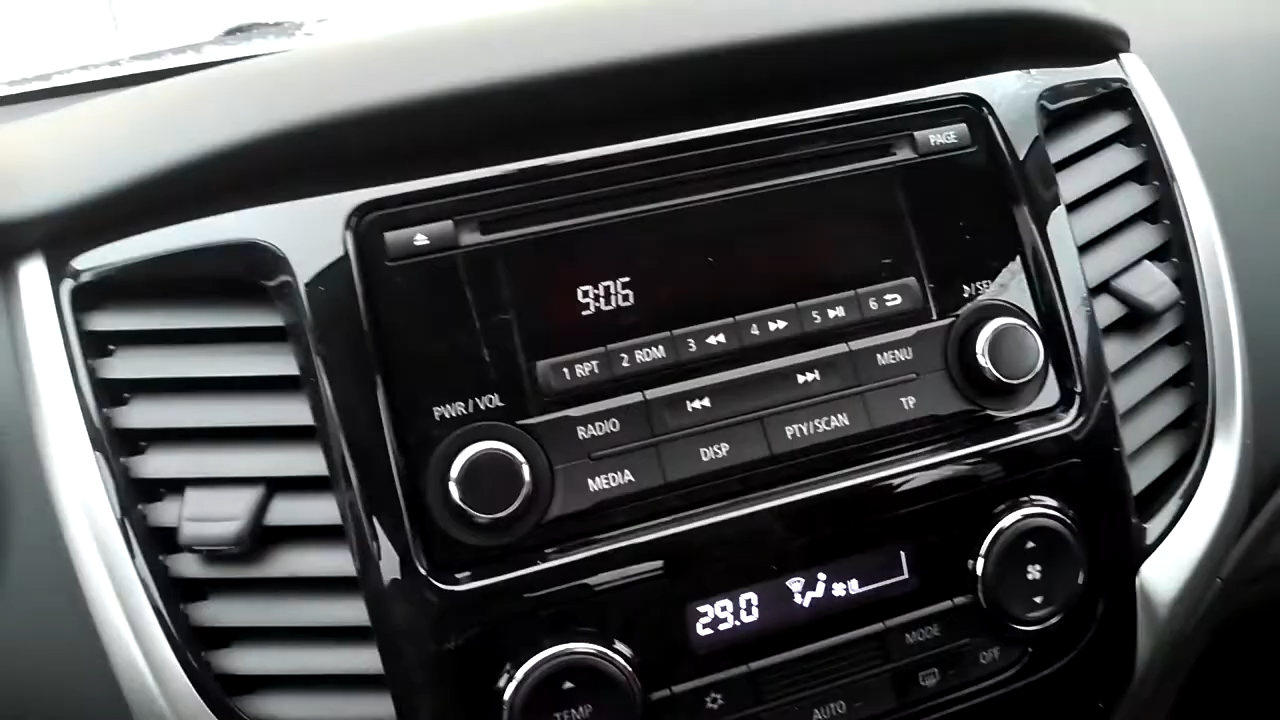 PAGE
9:06
♪/SEL
1 RPT 2 RDM 3 4 5 6
PWR/VOL
RADIO MENU
MEDIA DISP PTY/SCAN TP
29.0
MODE
TEMP AUTO OFF